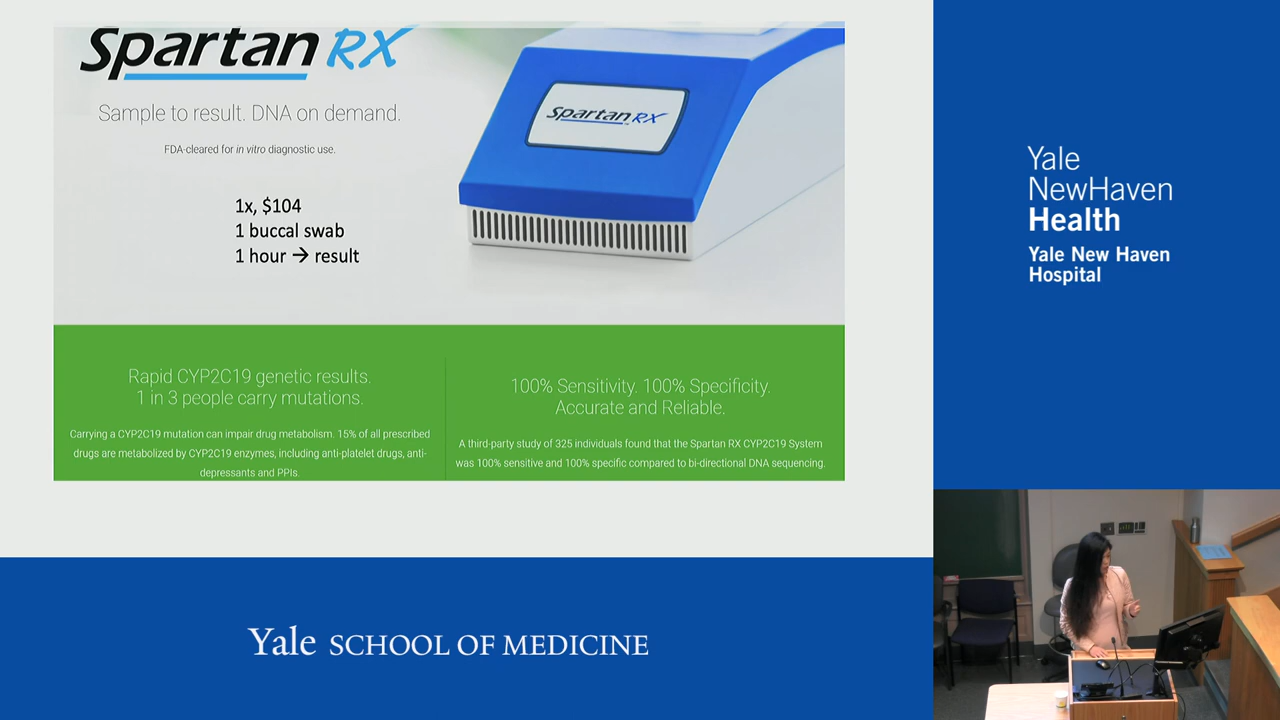 Spartan RX
Sample to result. DNA on demand.
FDA-cleared for in vitro diagnostic use.
1x, $104
1 buccal swab
1 hour → result
Spartan RX
Rapid CYP2C19 genetic results.
1 in 3 people carry mutations.
Carrying a CYP2C19 mutation can impair drug metabolism. 15% of all prescribed
drugs are metabolized by CYP2C19 enzymes, including anti-platelet drugs, anti-
depressants and PPIs.
100% Sensitivity. 100% Specificity.
Accurate and Reliable.
A third-party study of 325 individuals found that the Spartan RX CYP2C19 System
was 100% sensitive and 100% specific compared to bi-directional DNA sequencing.
Yale
NewHaven
Health
Yale New Haven
Hospital
Yale SCHOOL OF MEDICINE